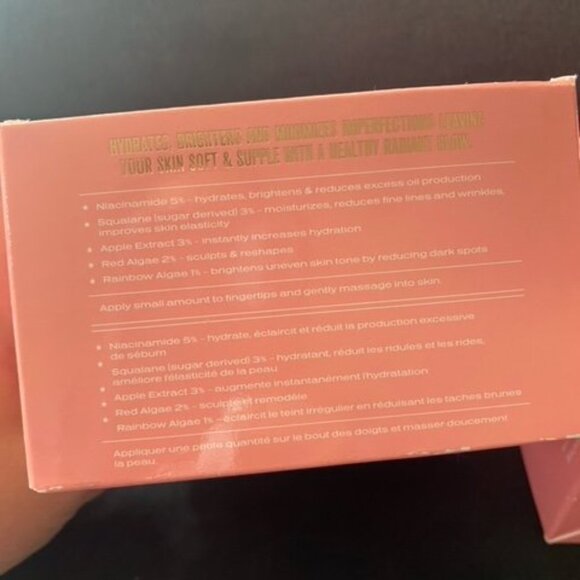 HYDRATES, BRIGHTENS AND MINIMIZES IMPERFECTIONS LEAVING
YOUR SKIN SOFT & SUPPLE WITH A HEALTHY RADIANT GLOW.
• Niacinamide 5% - hydrates, brightens & reduces excess oil production
• Squalane (sugar derived) 3% - moisturizes, reduces fine lines and wrinkles,
improves skin elasticity
• Apple Extract 3% - Instantly increases hydration
• Red Algae 2% - sculpts & reshapes
• Rainbow Algae 1% - brightens uneven skin tone by reducing dark spots
Apply small amount to fingertips and gently massage into skin.
• Niacinamide 5% - hydrate, éclaircit et réduit la production excessive
de sébum
• Squalane (sugar derived) 3% - hydratant, réduit les ridules et les rides,
améliore l'élasticité de la peau
• Apple Extract 3% - augmente instantanément l'hydratation
• Red Algae 2% - sculpte et remodèle
• Rainbow Algae 1% - éclaircit le teint irrégulier en réduisant les taches brunes
Appliquer une petite quantité sur le bout des doigts et masser doucement
la peau.